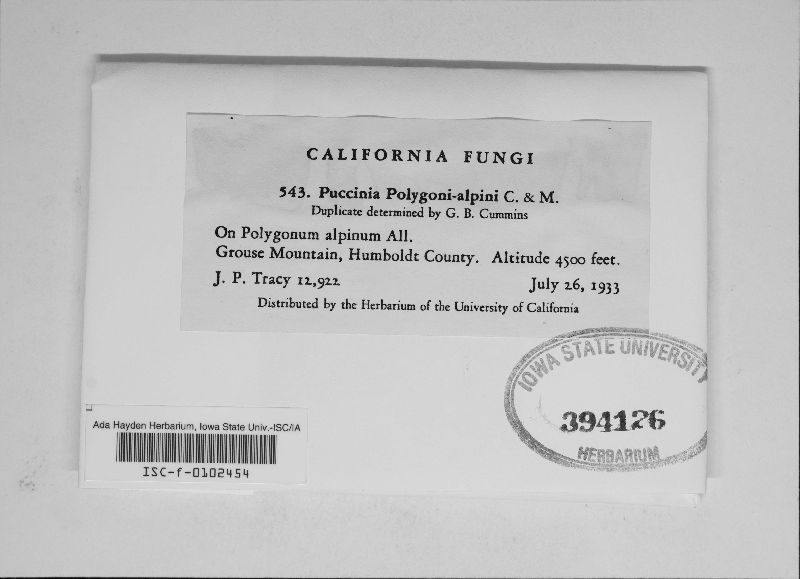 CALIFORNIA FUNGI
543. Puccinia Polygoni-alpini C. & M.
Duplicate determined by G. B. Cummins
On Polygonum alpinum All.
Grouse Mountain, Humboldt County. Altitude 4500 feet.
J. P. Tracy 12,922 July 26, 1933
Distributed by the Herbarium of the University of California
IOWA STATE UNIVERSITY
394126
HERBARIUM
Ada Hayden Herbarium, Iowa State Univ.-ISC/IA
ISC-f-0102454